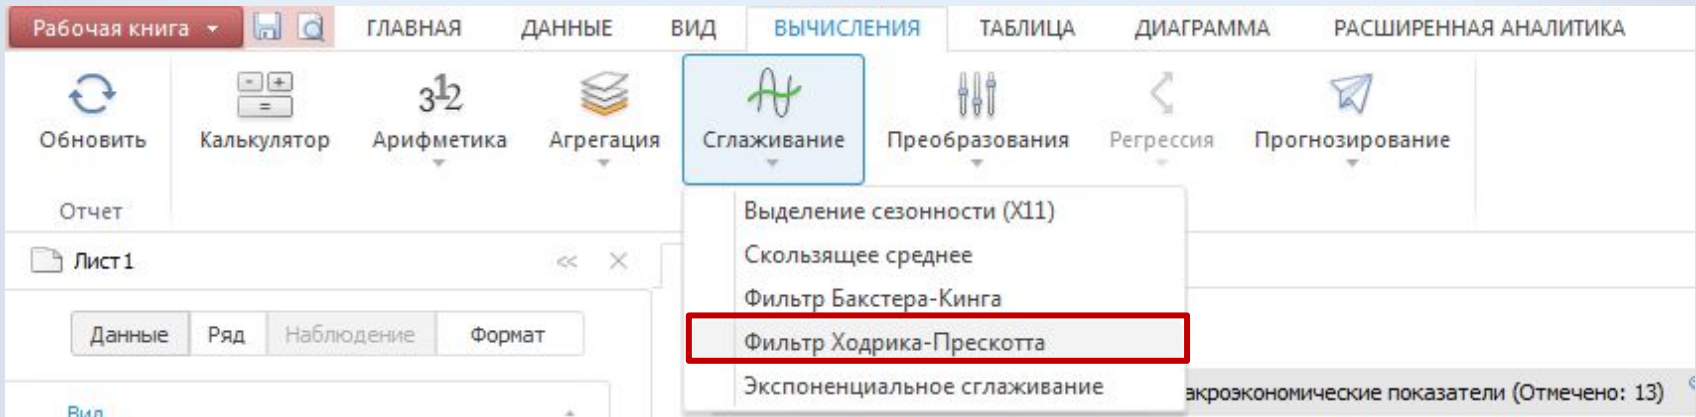 Рабочая книга ГЛАВНАЯ ДАННЫЕ ВИД ВЫЧИСЛЕНИЯ ТАБЛИЦА ДИАГРАММА РАСШИРЕННАЯ АНАЛИТИКА
- +
=
312
Обновить Калькулятор Арифметика Агрегация Сглаживание Преобразования Регрессия Прогнозирование
Отчет
Выделение сезонности (X11)
Лист1
Скользящее среднее
Фильтр Бакстера-Кинга
Данные Ряд Наблюдение Формат
Фильтр Ходрика-Прескотта
Экспоненциальное сглаживание
акроэкономические показатели (Отмечено: 13)
Вид